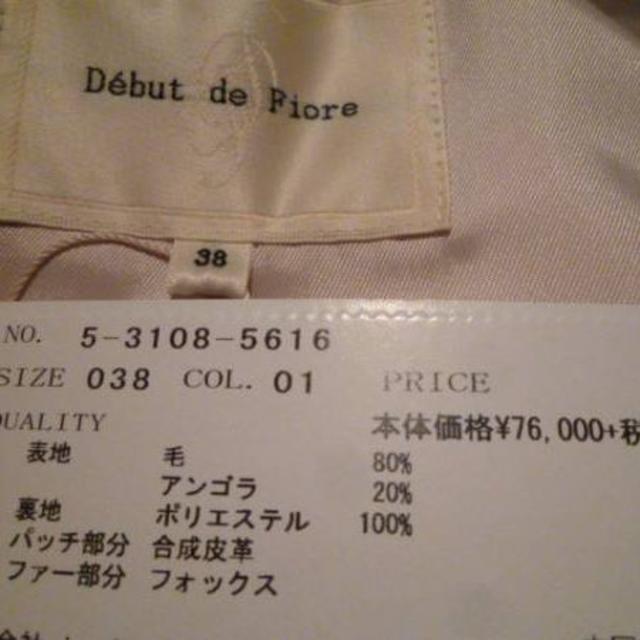 Début de Fiore
38
NO. 5-3108-5616
SIZE 038 COL. 01 PRICE
QUALITY 本体価格¥76,000+税
表地 毛 80%
アンゴラ 20%
裏地 ポリエステル 100%
パッチ部分 合成皮革
ファー部分 フォックス